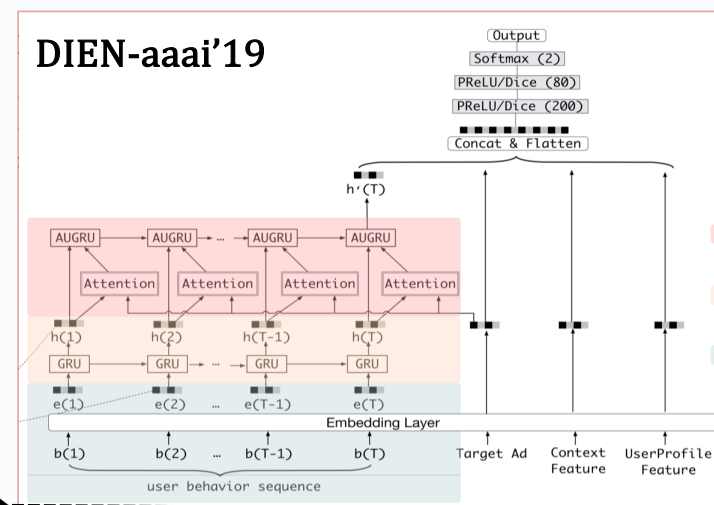 DIEN-aaai’19
Output
Softmax (2)
PReLU/Dice (80)
PReLU/Dice (200)
Concat & Flatten
h’(T)
AUGRU AUGRU ... AUGRU AUGRU
Attention Attention Attention Attention
h(1) h(2) h(T-1) h(T)
GRU GRU ... GRU GRU
e(1) e(2) ... e(T-1) e(T)
Embedding Layer
b(1) b(2) ... b(T-1) b(T) Target Ad Context Feature UserProfile Feature
user behavior sequence